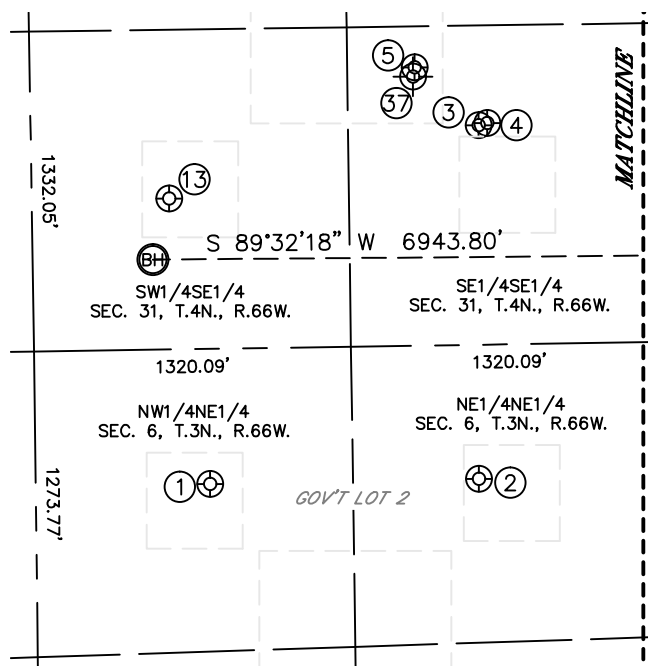 5
37
3
4
MATCHLINE
13
1332.05'
S 89°32'18" W 6943.80'
BH
SW1/4SE1/4
SEC. 31, T.4N., R.66W.
SE1/4SE1/4
SEC. 31, T.4N., R.66W.
1320.09'
1320.09'
NW1/4NE1/4
SEC. 6, T.3N., R.66W.
NE1/4NE1/4
SEC. 6, T.3N., R.66W.
1273.77'
1
GOV'T LOT 2
2